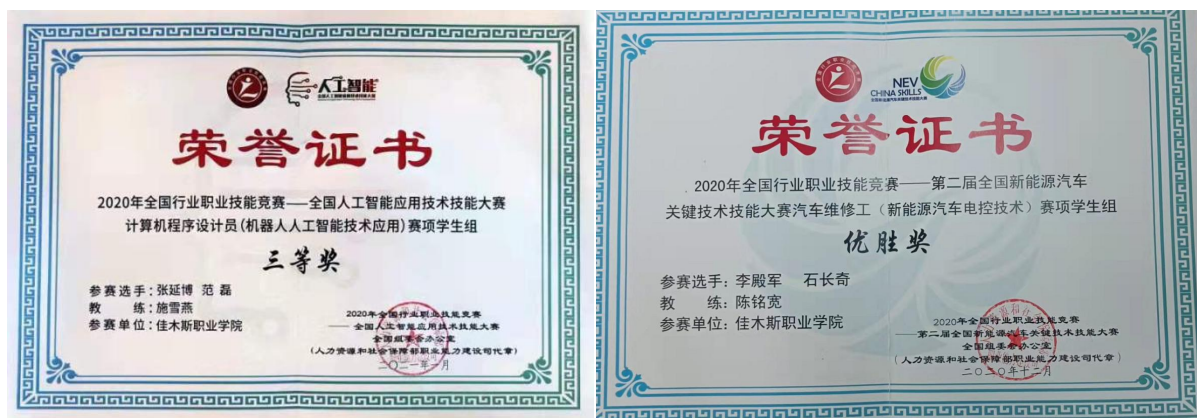 人工智能
全国人工智能应用技术技能大赛
荣誉证书
2020年全国行业职业技能竞赛——全国人工智能应用技术技能大赛
计算机程序设计员(机器人人工智能技术应用)赛项学生组
三等奖
参赛选手:张延博 范磊
教 练:施雪燕
参赛单位:佳木斯职业学院
2020年全国行业职业技能竞赛
—— 全国人工智能应用技术技能大赛
全国组委会办公室
(人力资源和社会保障部职业能力建设司代章)
二〇二一年一月
NEV
CHINA SKILLS
荣誉证书
2020年全国行业职业技能竞赛——第二届全国新能源汽车
关键技术技能大赛汽车维修工（新能源汽车电控技术）赛项学生组
优胜奖
参赛选手：李殿军 石长奇
教 练：陈铭宽
参赛单位：佳木斯职业学院
2020年全国行业职业技能竞赛
——第二届全国新能源汽车关键技术技能大赛
全国组委会办公室
（人力资源和社会保障部职业能力建设司代章）
二〇二〇年十二月